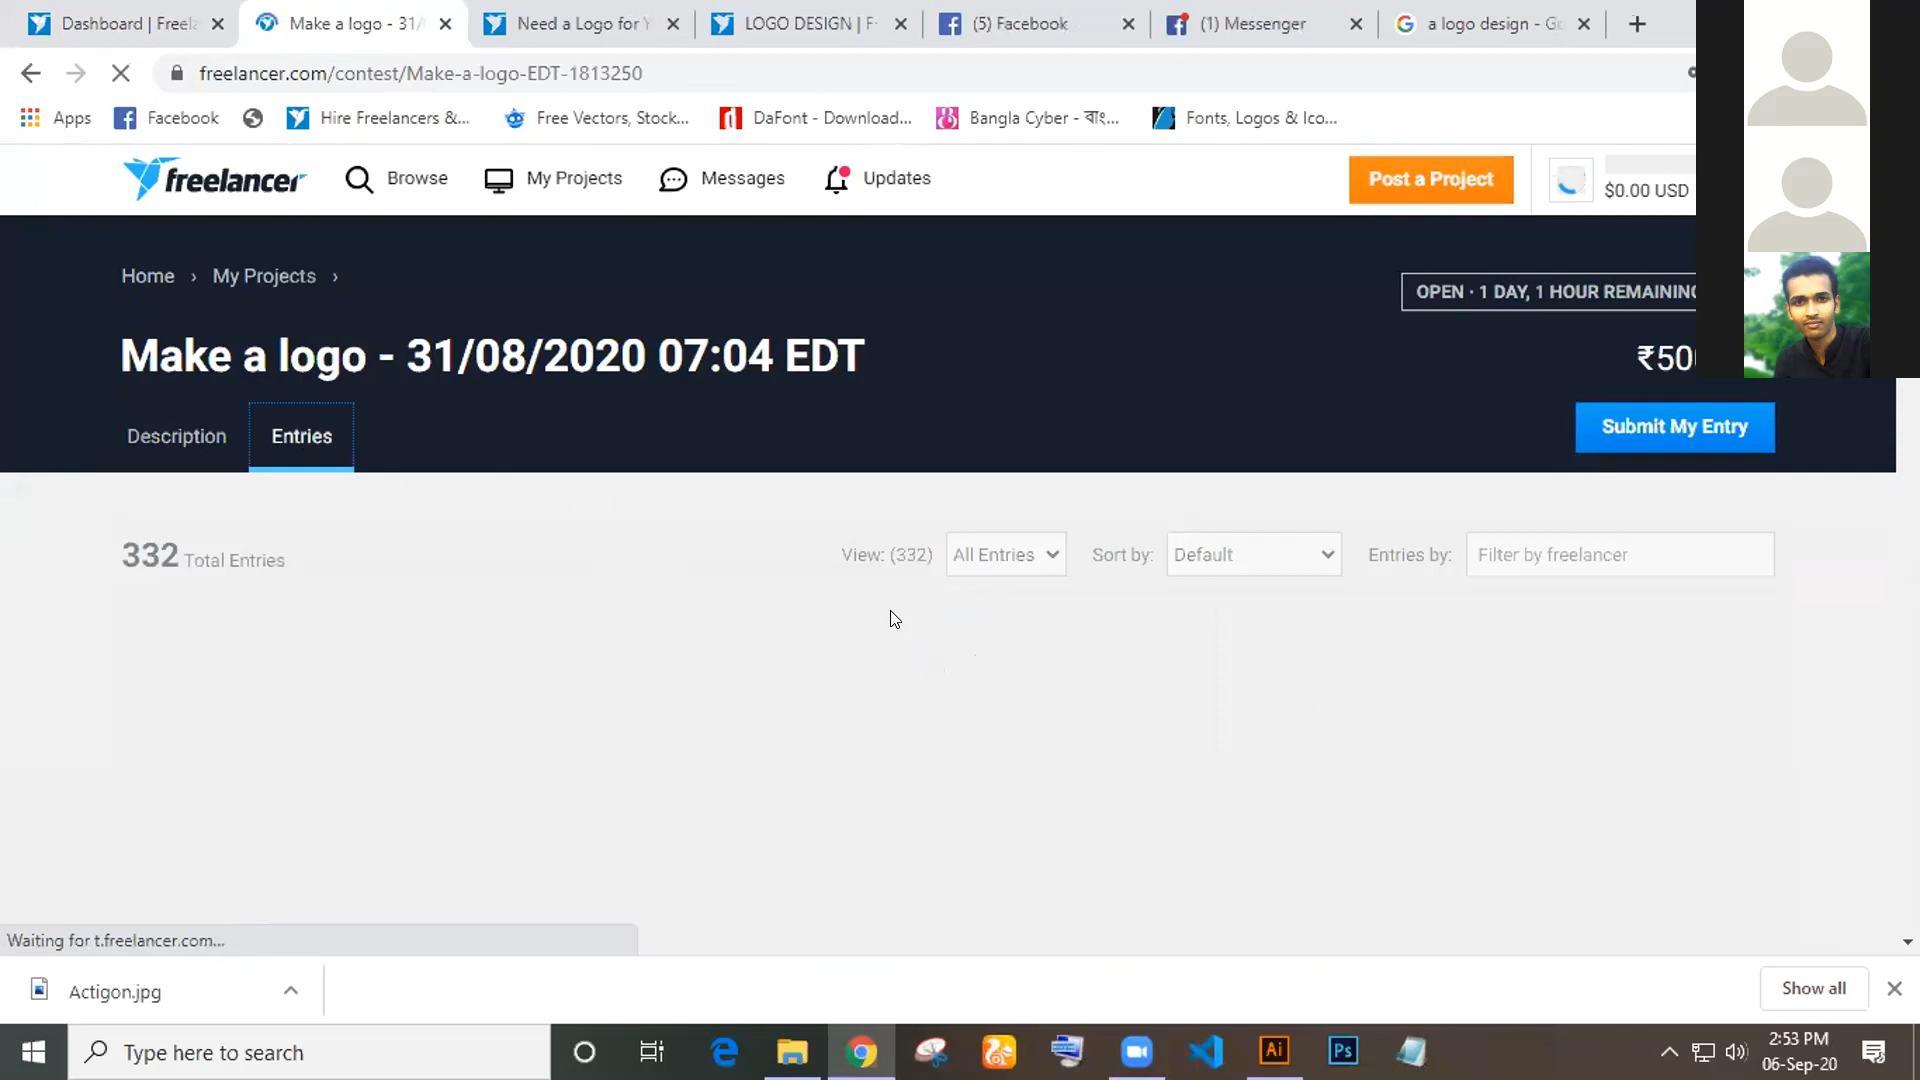 Dashboard | Freela
Make a logo - 31/
Need a Logo for Y
LOGO DESIGN | F
(5) Facebook
(1) Messenger
a logo design - Go
freelancer.com/contest/Make-a-logo-EDT-1813250
Apps
Facebook
Hire Freelancers &...
Free Vectors, Stock...
DaFont - Download...
Bangla Cyber - বাং...
Fonts, Logos & Ico...
freelancer
Browse
My Projects
Messages
Updates
Post a Project
$0.00 USD
Home › My Projects ›
OPEN · 1 DAY, 1 HOUR REMAINING
Make a logo - 31/08/2020 07:04 EDT
₹500
Description
Entries
Submit My Entry
332 Total Entries
View: (332)
All Entries
Sort by:
Default
Entries by:
Filter by freelancer
Waiting for t.freelancer.com...
Actigon.jpg
Show all
Type here to search
Ai
Ps
2:53 PM
06-Sep-20